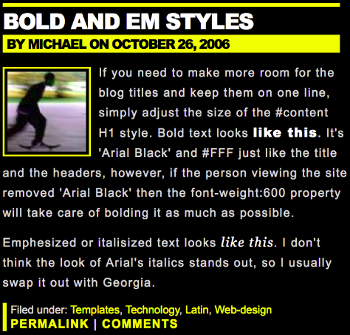 BOLD AND EM STYLES
BY MICHAEL ON OCTOBER 26, 2006
If you need to make more room for the
blog titles and keep them on one line,
simply adjust the size of the #content
H1 style. Bold text looks like this. It's
'Arial Black' and #FFF just like the title
and the headers, however, if the person viewing the site
removed 'Arial Black' then the font-weight:600 property
will take care of bolding it as much as possible.
Emphesized or italisized text looks like this. I don't
think the look of Arial's italics stands out, so I usually
swap it out with Georgia.
Filed under: Templates, Technology, Latin, Web-design
PERMALINK | COMMENTS